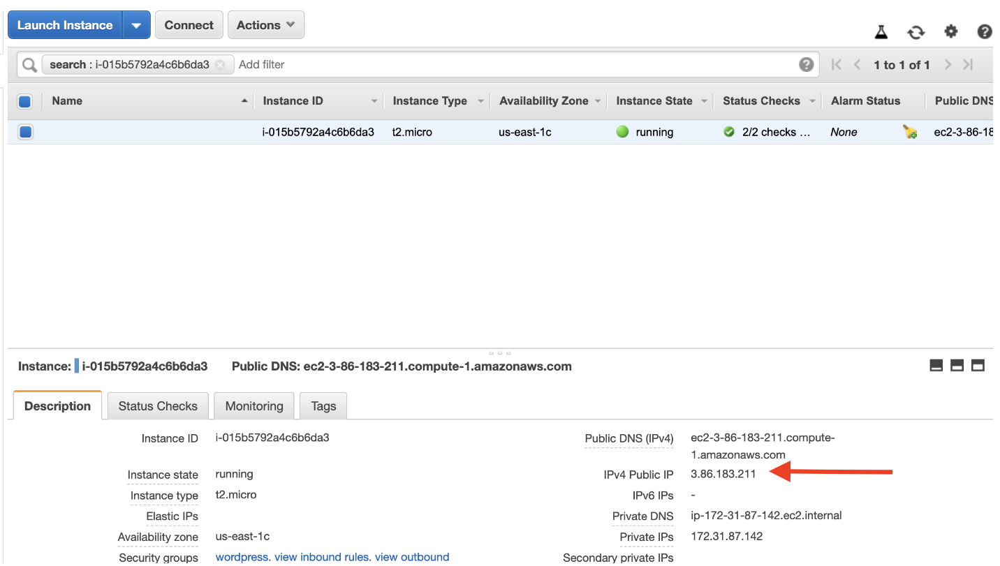 Launch Instance Connect Actions
search : i-015b5792a4c6b6da3 Add filter 1 to 1 of 1
Name Instance ID Instance Type Availability Zone Instance State Status Checks Alarm Status Public DNS
i-015b5792a4c6b6da3 t2.micro us-east-1c running 2/2 checks ... None ec2-3-86-18
Instance: i-015b5792a4c6b6da3 Public DNS: ec2-3-86-183-211.compute-1.amazonaws.com
Description Status Checks Monitoring Tags
Instance ID i-015b5792a4c6b6da3 Public DNS (IPv4) ec2-3-86-183-211.compute-
1.amazonaws.com
Instance state running IPv4 Public IP 3.86.183.211
Instance type t2.micro IPv6 IPs -
Elastic IPs Private DNS ip-172-31-87-142.ec2.internal
Availability zone us-east-1c Private IPs 172.31.87.142
Security groups wordpress. view inbound rules. view outbound Secondary private IPs